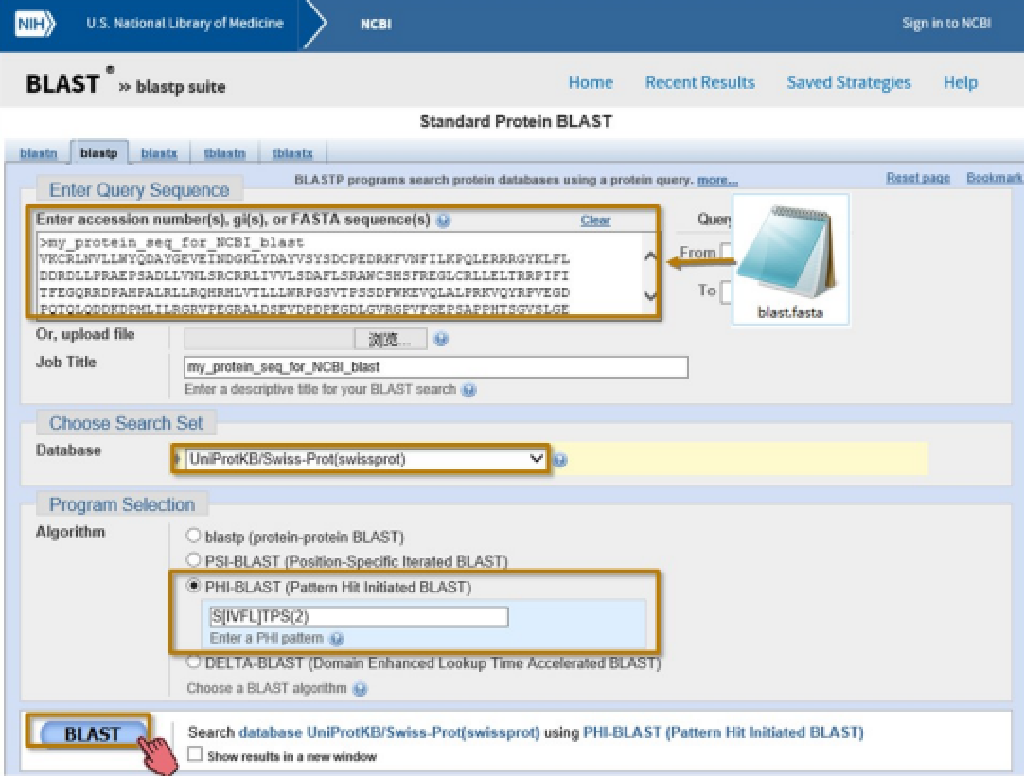 NIH U.S. National Library of Medicine NCBI Sign in to NCBI
BLAST ® » blastp suite Home Recent Results Saved Strategies Help
Standard Protein BLAST
blastn blastp blastx tblastn tblastx
Enter Query Sequence BLASTP programs search protein databases using a protein query. more... Reset page Bookmark
Enter accession number(s), gi(s), or FASTA sequence(s) Clear Query
>my_protein_seq_for_NCBI_blast
VKCRLNVLLWYQDAYGEVEINDGKLYDAYVSYSDCPEDRKFVNFILKPQLERRRGYKLFL From
DDRDLLPRAEPSADLLVNLSRCRRLIVVLSDAFLSRAWCSHSFREGLCRLLELTRRPIFI
TFEGQRRDPAHPALRLLRQHRHLVTLLLWRPGSVTPSSDFWKEVQLALPRKVQYRPVEGD To
PQTQLQDDKDPMLILRGRVPEGRALDSEVDPDPEGDLGVRGPVFGEPSAPPHTSGVSLGE blast.fasta
Or, upload file 浏览...
Job Title my_protein_seq_for_NCBI_blast
Enter a descriptive title for your BLAST search
Choose Search Set
Database UniProtKB/Swiss-Prot(swissprot)
Program Selection
Algorithm blastp (protein-protein BLAST)
PSI-BLAST (Position-Specific Iterated BLAST)
PHI-BLAST (Pattern Hit Initiated BLAST)
S[IVFL]TPS(2)
Enter a PHI pattern
DELTA-BLAST (Domain Enhanced Lookup Time Accelerated BLAST)
Choose a BLAST algorithm
BLAST Search database UniProtKB/Swiss-Prot(swissprot) using PHI-BLAST (Pattern Hit Initiated BLAST)
Show results in a new window